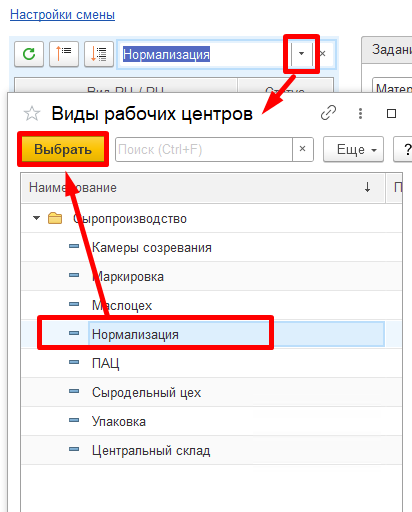 Настройки смены
Нормализация
Задани
Вид РЦ / РЦ
Статус
Матер
Виды рабочих центров
Выбрать
Поиск (Ctrl+F)
Еще
?
Наименование
П
Сыропроизводство
Камеры созревания
Маркировка
Маслоцех
Нормализация
ПАЦ
Сыродельный цех
Упаковка
Центральный склад